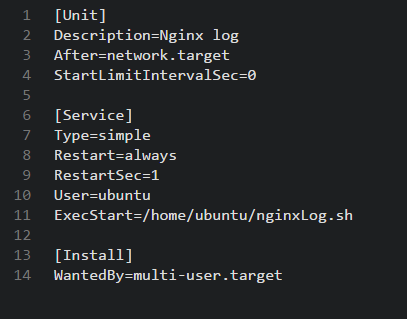 1 [Unit]
2 Description=Nginx log
3 After=network.target
4 StartLimitIntervalSec=0
5
6 [Service]
7 Type=simple
8 Restart=always
9 RestartSec=1
10 User=ubuntu
11 ExecStart=/home/ubuntu/nginxLog.sh
12
13 [Install]
14 WantedBy=multi-user.target